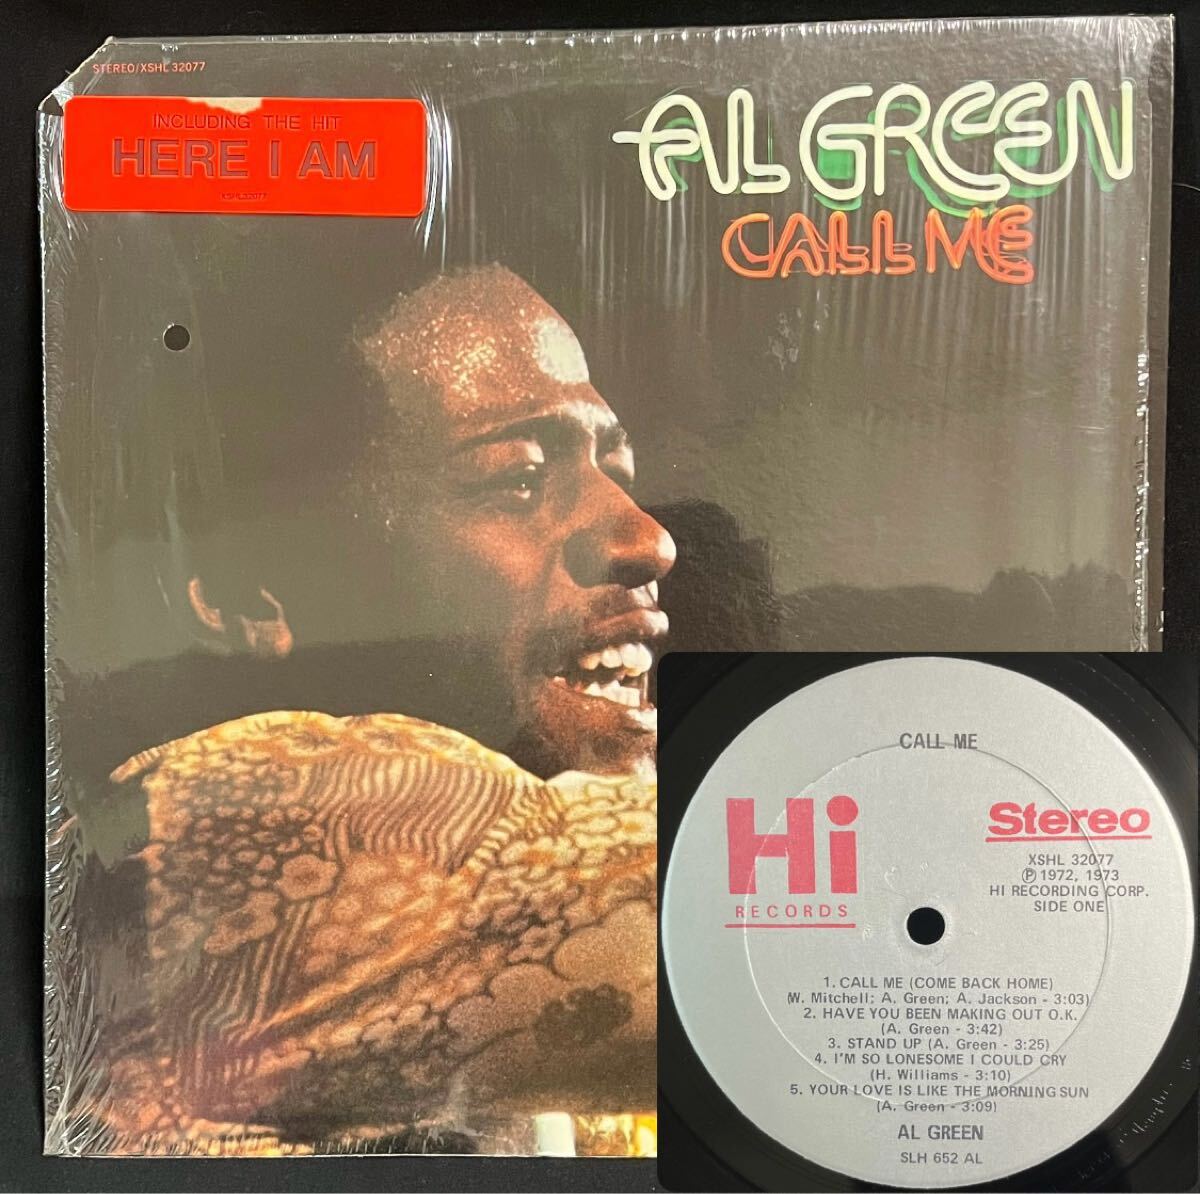 STEREO/XSHL 32077
INCLUDING THE HIT
HERE I AM
XSHL32077
AL GREEN
CALL ME
CALL ME
Hi
RECORDS
Stereo
XSHL 32077
Ⓟ 1972, 1973
HI RECORDING CORP.
SIDE ONE
1. CALL ME (COME BACK HOME)
(W. Mitchell; A. Green; A. Jackson - 3:03)
2. HAVE YOU BEEN MAKING OUT O.K.
(A. Green - 3:42)
3. STAND UP (A. Green - 3:25)
4. I'M SO LONESOME I COULD CRY
(H. Williams - 3:10)
5. YOUR LOVE IS LIKE THE MORNING SUN
(A. Green - 3:09)
AL GREEN
SLH 652 AL